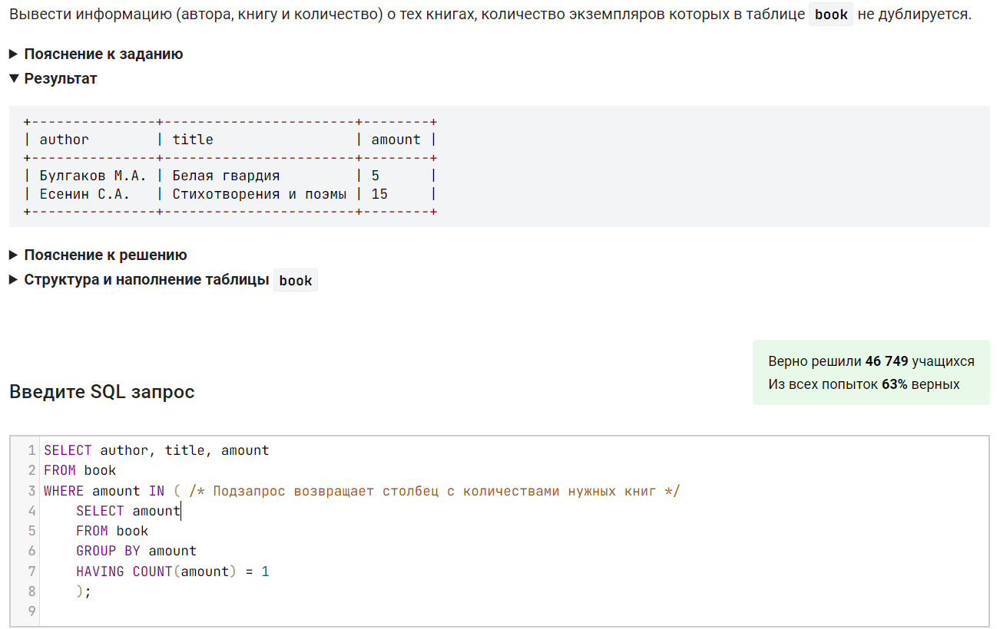 Вывести информацию (автора, книгу и количество) о тех книгах, количество экземпляров которых в таблице book не дублируется.
▶ Пояснение к заданию
▼ Результат
+---------------+------------------------+--------+
| author        | title                  | amount |
+---------------+------------------------+--------+
| Булгаков М.А. | Белая гвардия          | 5      |
| Есенин С.А.   | Стихотворения и поэмы | 15     |
+---------------+------------------------+--------+
▶ Пояснение к решению
▶ Структура и наполнение таблицы book
Верно решили 46 749 учащихся
Из всех попыток 63% верных
Введите SQL запрос
1 SELECT author, title, amount
2 FROM book
3 WHERE amount IN ( /* Подзапрос возвращает столбец с количествами нужных книг */
4     SELECT amount
5     FROM book
6     GROUP BY amount
7     HAVING COUNT(amount) = 1
8     );
9